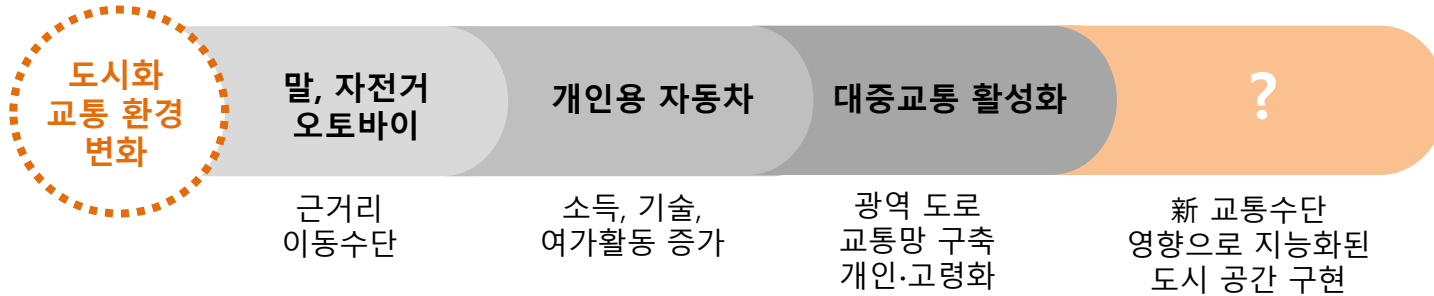 도시화
교통 환경
변화
말, 자전거
오토바이
개인용 자동차
대중교통 활성화
?
근거리
이동수단
소득, 기술,
여가활동 증가
광역 도로
교통망 구축
개인·고령화
新 교통수단
영향으로 지능화된
도시 공간 구현